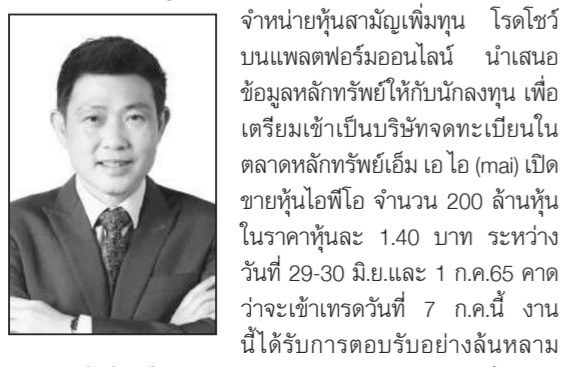 จำหน่ายหุ้นสามัญเพิ่มทุน โรดโชว์
บนแพลตฟอร์มออนไลน์ นำเสนอ
ข้อมูลหลักทรัพย์ให้กับนักลงทุน เพื่อ
เตรียมเข้าเป็นบริษัทจดทะเบียนใน
ตลาดหลักทรัพย์เอ็ม เอ ไอ (mai) เปิด
ขายหุ้นไอพีโอ จำนวน 200 ล้านหุ้น
ในราคาหุ้นละ 1.40 บาท ระหว่าง
วันที่ 29-30 มิ.ย.และ 1 ก.ค.65 คาด
ว่าจะเข้าเทรดวันที่ 7 ก.ค.นี้ งาน
นี้ได้รับการตอบรับอย่างล้นหลาม